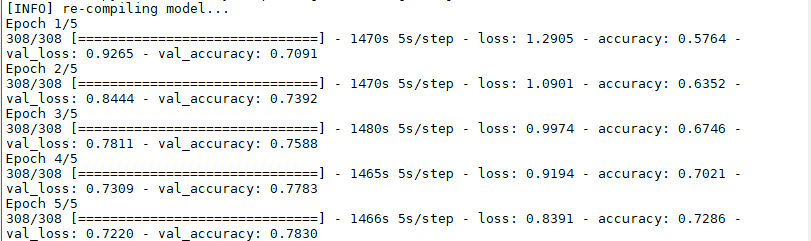 [INFO] re-compiling model...
Epoch 1/5
308/308 [==============================] - 1470s 5s/step - loss: 1.2905 - accuracy: 0.5764 -
val_loss: 0.9265 - val_accuracy: 0.7091
Epoch 2/5
308/308 [==============================] - 1470s 5s/step - loss: 1.0901 - accuracy: 0.6352 -
val_loss: 0.8444 - val_accuracy: 0.7392
Epoch 3/5
308/308 [==============================] - 1480s 5s/step - loss: 0.9974 - accuracy: 0.6746 -
val_loss: 0.7811 - val_accuracy: 0.7588
Epoch 4/5
308/308 [==============================] - 1465s 5s/step - loss: 0.9194 - accuracy: 0.7021 -
val_loss: 0.7309 - val_accuracy: 0.7783
Epoch 5/5
308/308 [==============================] - 1466s 5s/step - loss: 0.8391 - accuracy: 0.7286 -
val_loss: 0.7220 - val_accuracy: 0.7830